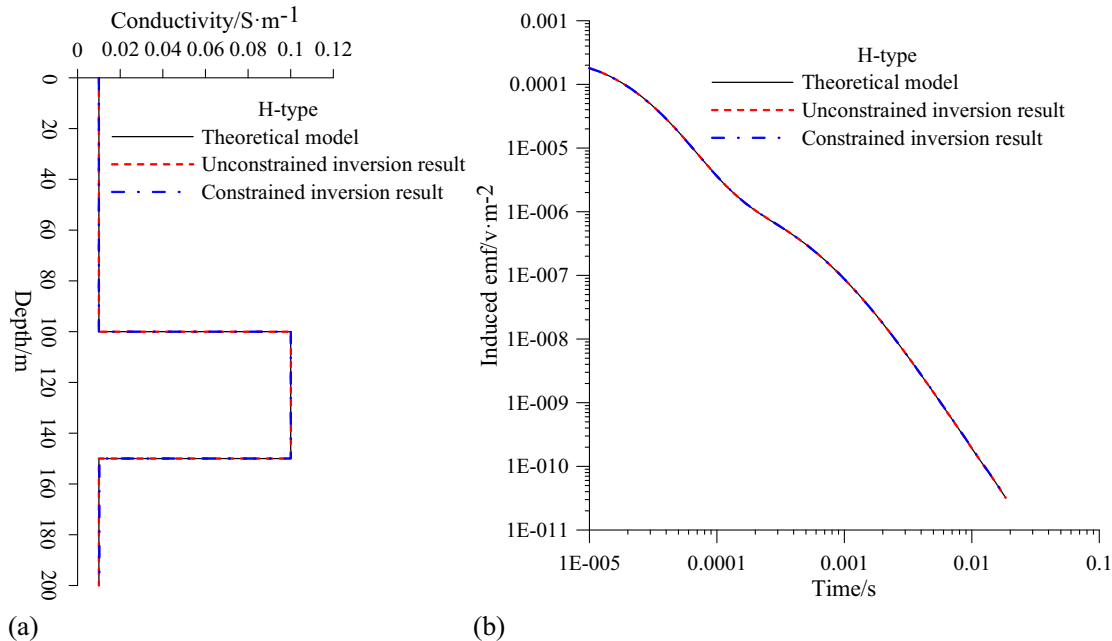 Conductivity/S·m-1
0 0.02 0.04 0.06 0.08 0.1 0.12
0
20
40
60
80
100
120
140
160
180
200
Depth/m
H-type
Theoretical model
Unconstrained inversion result
Constrained inversion result
(a)
0.001
0.0001
1E-005
1E-006
1E-007
1E-008
1E-009
1E-010
1E-011
Induced emf/v·m-2
H-type
Theoretical model
Unconstrained inversion result
Constrained inversion result
1E-005 0.0001 0.001 0.01 0.1
Time/s
(b)